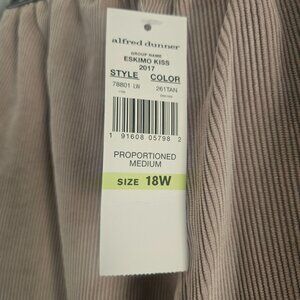 alfred dunner
GROUP NAME
ESKIMO KISS
2017
STYLE COLOR
78801 LW 261TAN
1 91608 05798 2
PROPORTIONED
MEDIUM
SIZE 18W